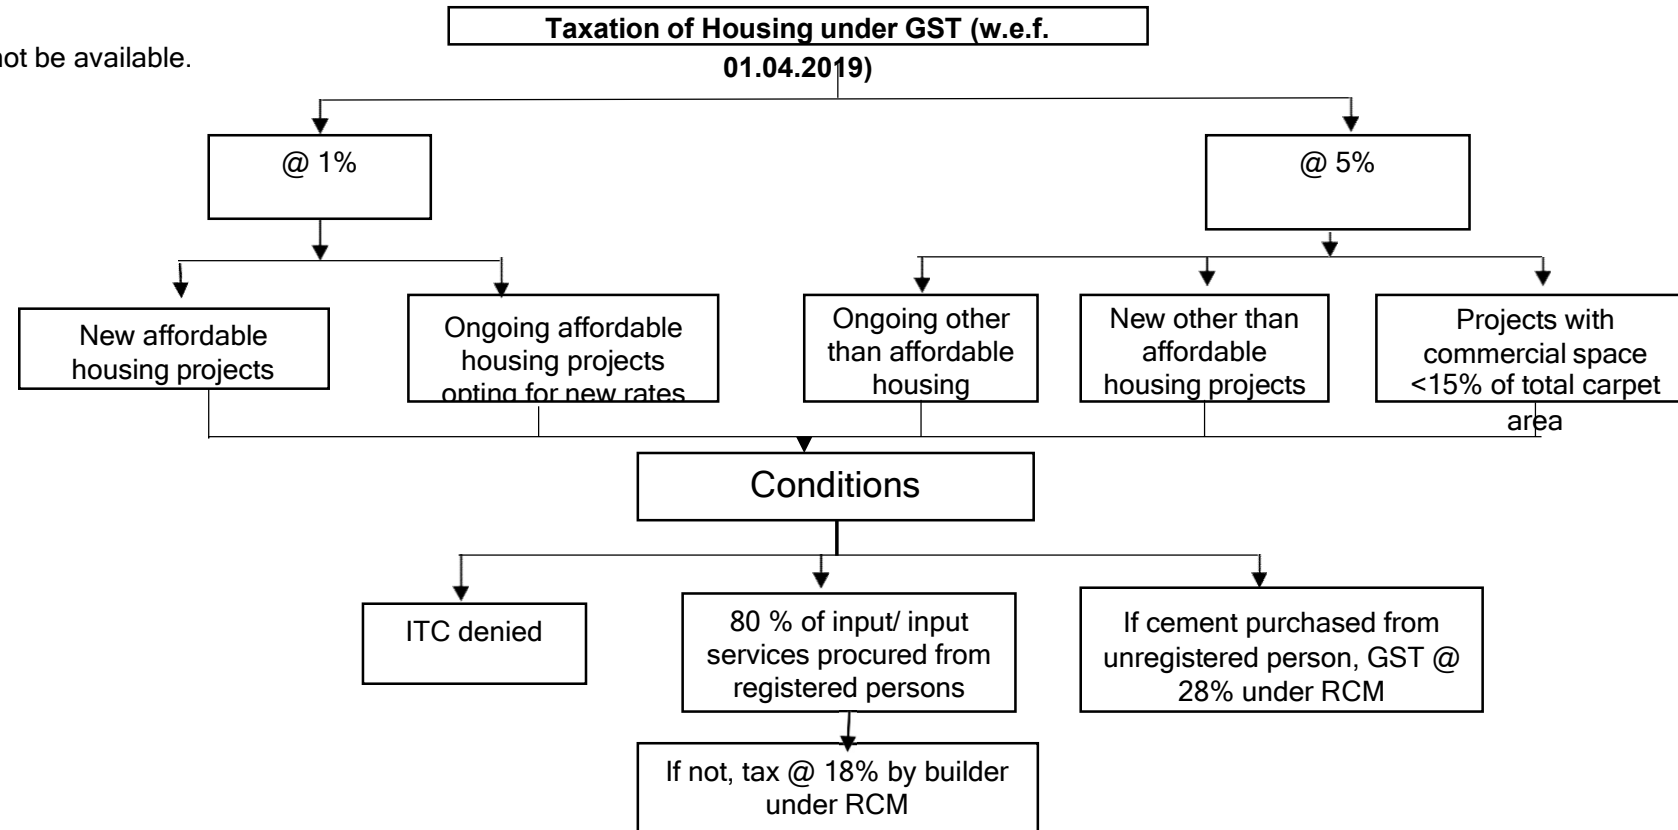 Taxation of Housing under GST (w.e.f.
01.04.2019)
not be available.
@ 1%
@ 5%
New affordable
housing projects
Ongoing affordable
housing projects
opting for new rates
Ongoing other
than affordable
housing
New other than
affordable
housing projects
Projects with
commercial space
<15% of total carpet
area
Conditions
ITC denied
80 % of input/ input
services procured from
registered persons
If cement purchased from
unregistered person, GST @
28% under RCM
If not, tax @ 18% by builder
under RCM